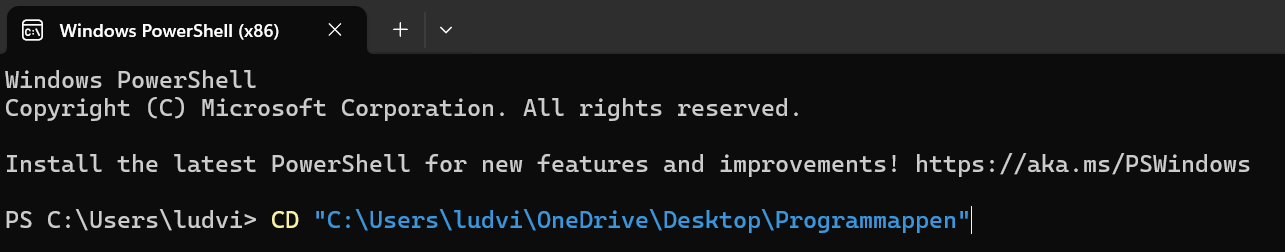 Windows PowerShell (x86)
Windows PowerShell
Copyright (C) Microsoft Corporation. All rights reserved.
Install the latest PowerShell for new features and improvements! https://aka.ms/PSWindows
PS C:\Users\ludvi> CD "C:\Users\ludvi\OneDrive\Desktop\Programmappen"